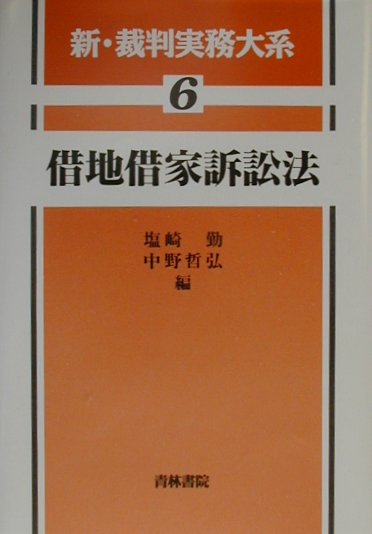 新・裁判実務大系
6
借地借家訴訟法
塩崎 勤
中野哲弘
編
青林書院